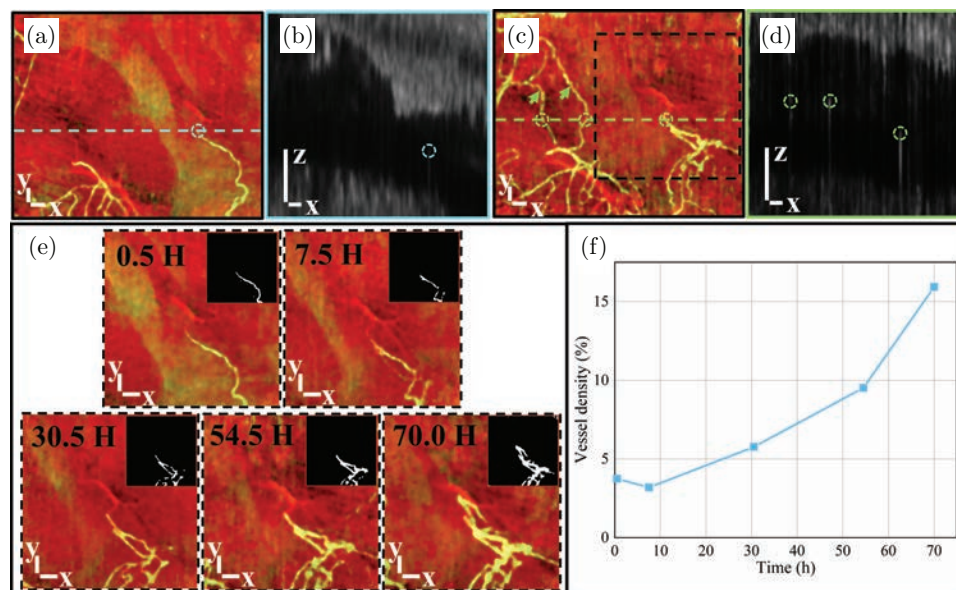 (a)
(b)
(c)
(d)
y
x
z
x
y
x
z
x
(e)
0.5 H
7.5 H
y
x
y
x
30.5 H
54.5 H
70.0 H
y
x
y
x
y
x
(f)
Vessel density (%)
15
10
5
0
0 10 20 30 40 50 60 70
Time (h)